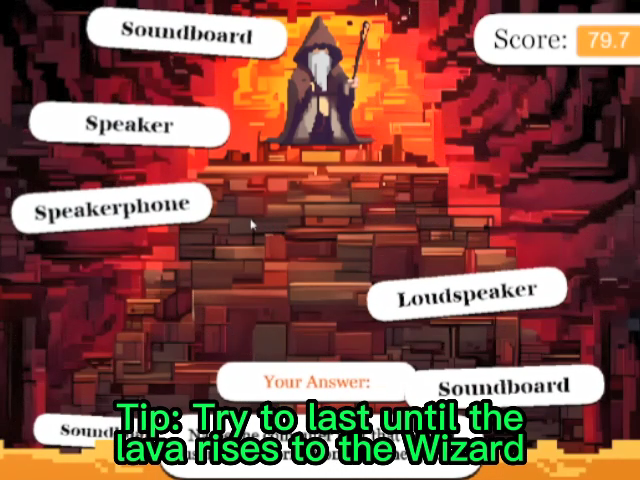 Soundboard
Score: 79.7
Speaker
Speakerphone
Loudspeaker
Your Answer:
Soundboard
Tip: Try to last until the
lava rises to the Wizard